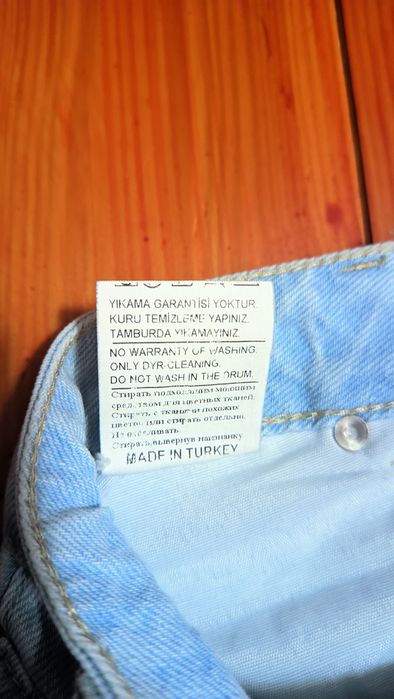 YIKAMA GARANTİSİ YOKTUR.
KURU TEMİZLEME YAPINIZ.
TAMBURDA YIKAMAYINIZ.
NO WARRANTY OF WASHING.
ONLY DYR-CLEANING.
DO NOT WASH IN THE DRUM.
Стирать подходящим моющим
средством для цветных тканей.
Стирать с тканями похожих
цветов или стирать отдельно.
Не отбеливать.
Стирать,вывернув наизнанку
MADE IN TURKEY